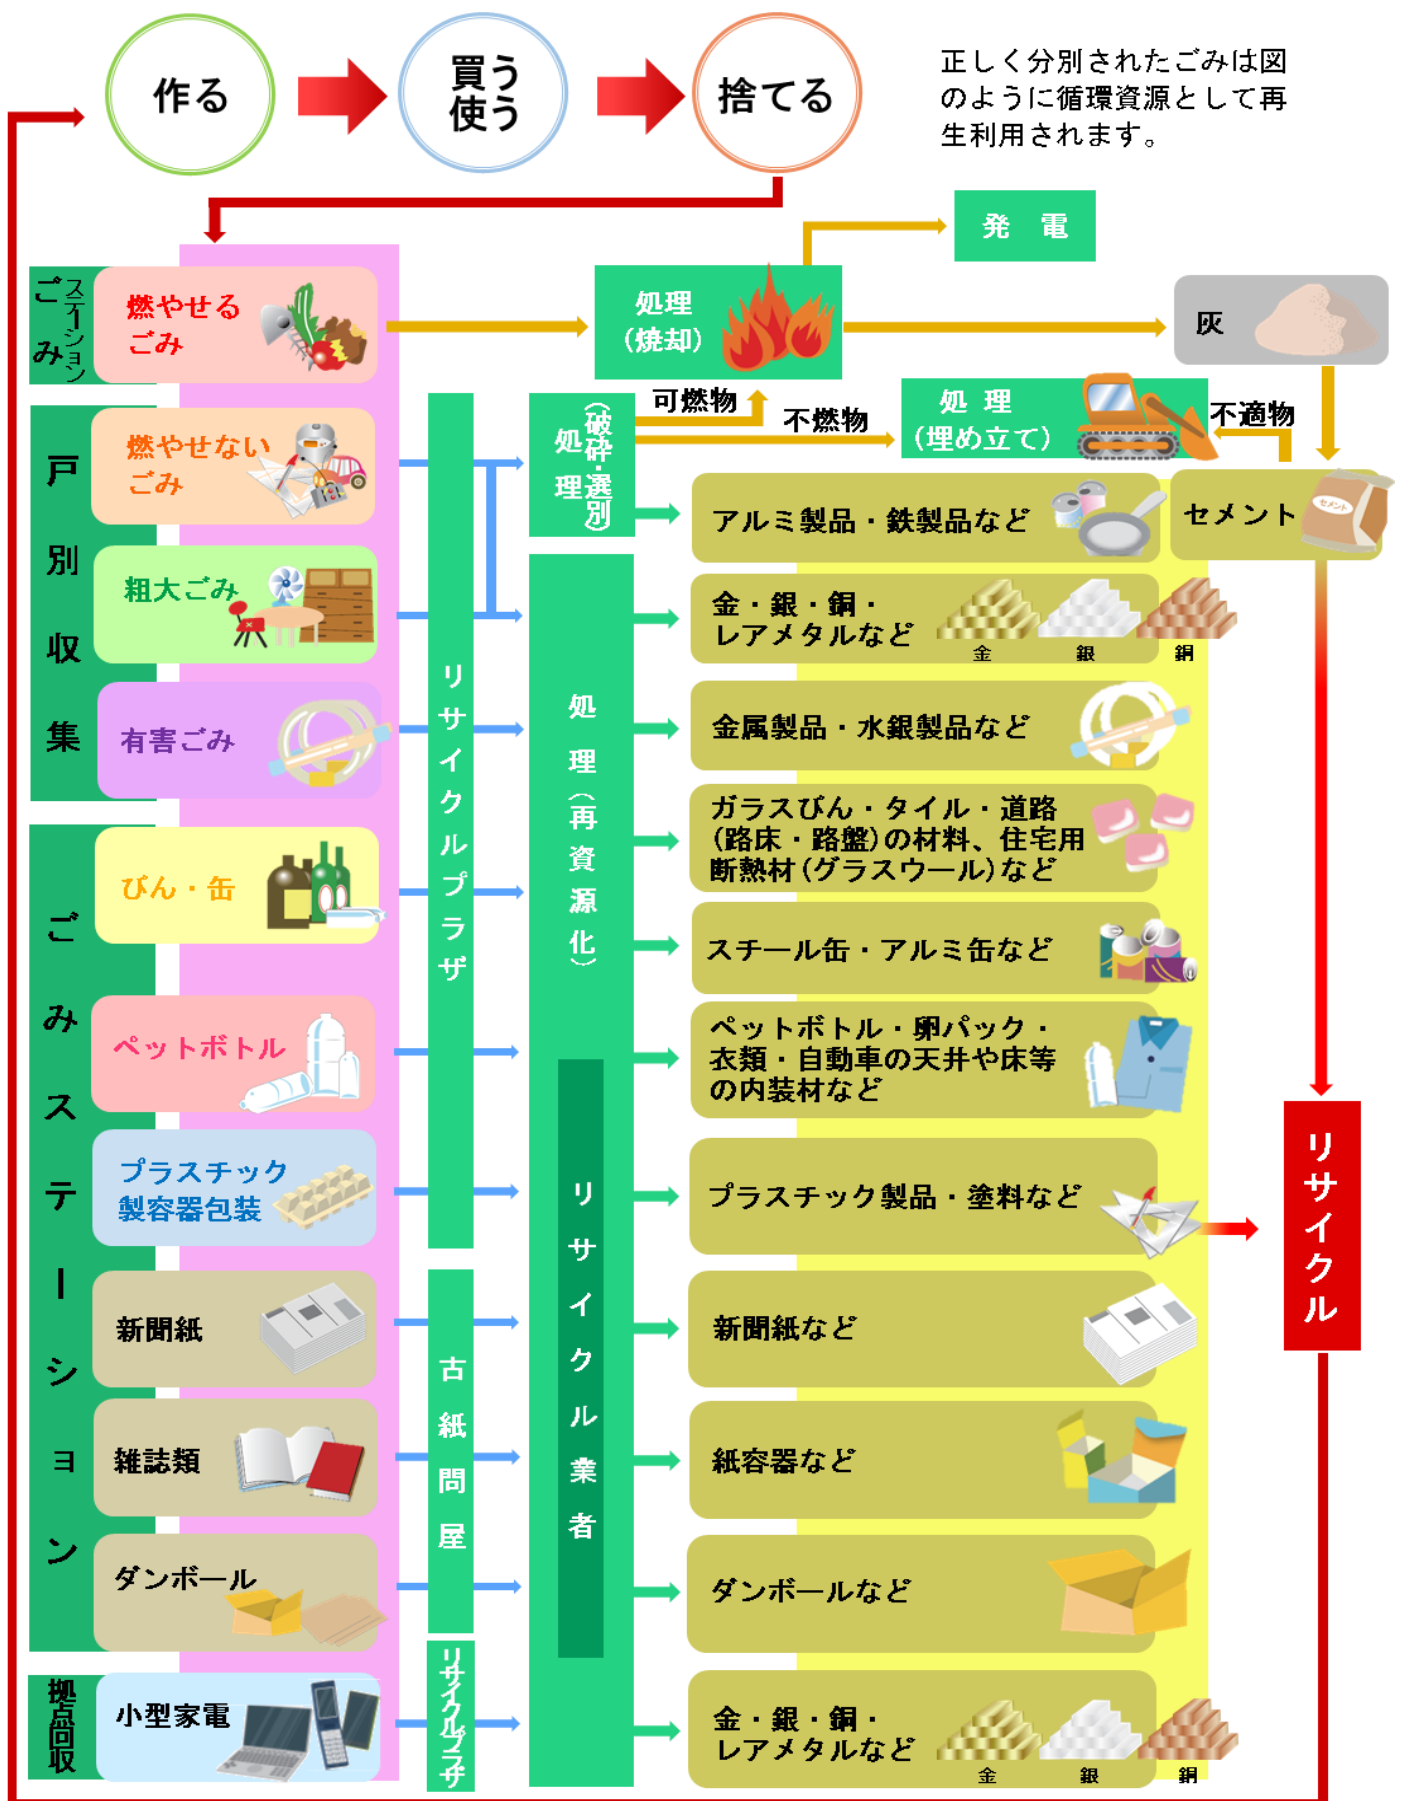 作る
買う
使う
捨てる
正しく分別されたごみは図
のように循環資源として再
生利用されます。
発 電
ごみ
ステーション
燃やせる
ごみ
処理
(焼却)
灰
可燃物
不燃物
処 理
(埋め立て)
不適物
戸別収集
燃やせない
ごみ
処理
(破砕・選別)
アルミ製品・鉄製品など
セメント
セメント
粗大ごみ
金・銀・銅・
レアメタルなど
金
銀
銅
有害ごみ
リサイクルプラザ
処理(再資源化)
金属製品・水銀製品など
ガラスびん・タイル・道路
(路床・路盤)の材料、住宅用
断熱材(グラスウール)など
ごみステーション
びん・缶
スチール缶・アルミ缶など
ペットボトル
ペットボトル・卵パック・
衣類・自動車の天井や床等
の内装材など
プラスチック
製容器包装
リサイクル業者
プラスチック製品・塗料など
リサイクル
新聞紙
古紙問屋
新聞紙など
雑誌類
紙容器など
ダンボール
ダンボールなど
拠点回収
小型家電
リサイクルプラザ
金・銀・銅・
レアメタルなど
金
銀
銅